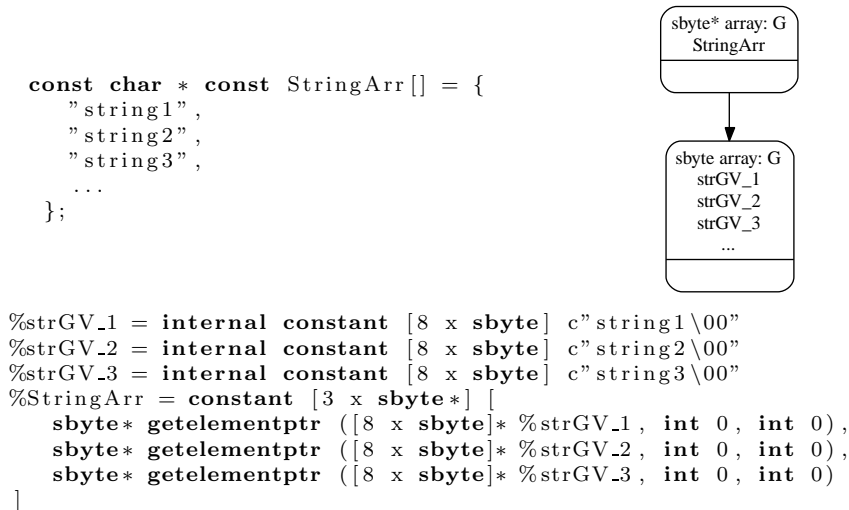 const char * const StringArr[] = {
"string1",
"string2",
"string3",
...
};
sbyte* array: G
StringArr
sbyte array: G
strGV_1
strGV_2
strGV_3
...
%strGV_1 = internal constant [8 x sbyte] c"string1\00"
%strGV_2 = internal constant [8 x sbyte] c"string2\00"
%strGV_3 = internal constant [8 x sbyte] c"string3\00"
%StringArr = constant [3 x sbyte*] [
sbyte* getelementptr ([8 x sbyte]* %strGV_1, int 0, int 0),
sbyte* getelementptr ([8 x sbyte]* %strGV_2, int 0, int 0),
sbyte* getelementptr ([8 x sbyte]* %strGV_3, int 0, int 0)
]